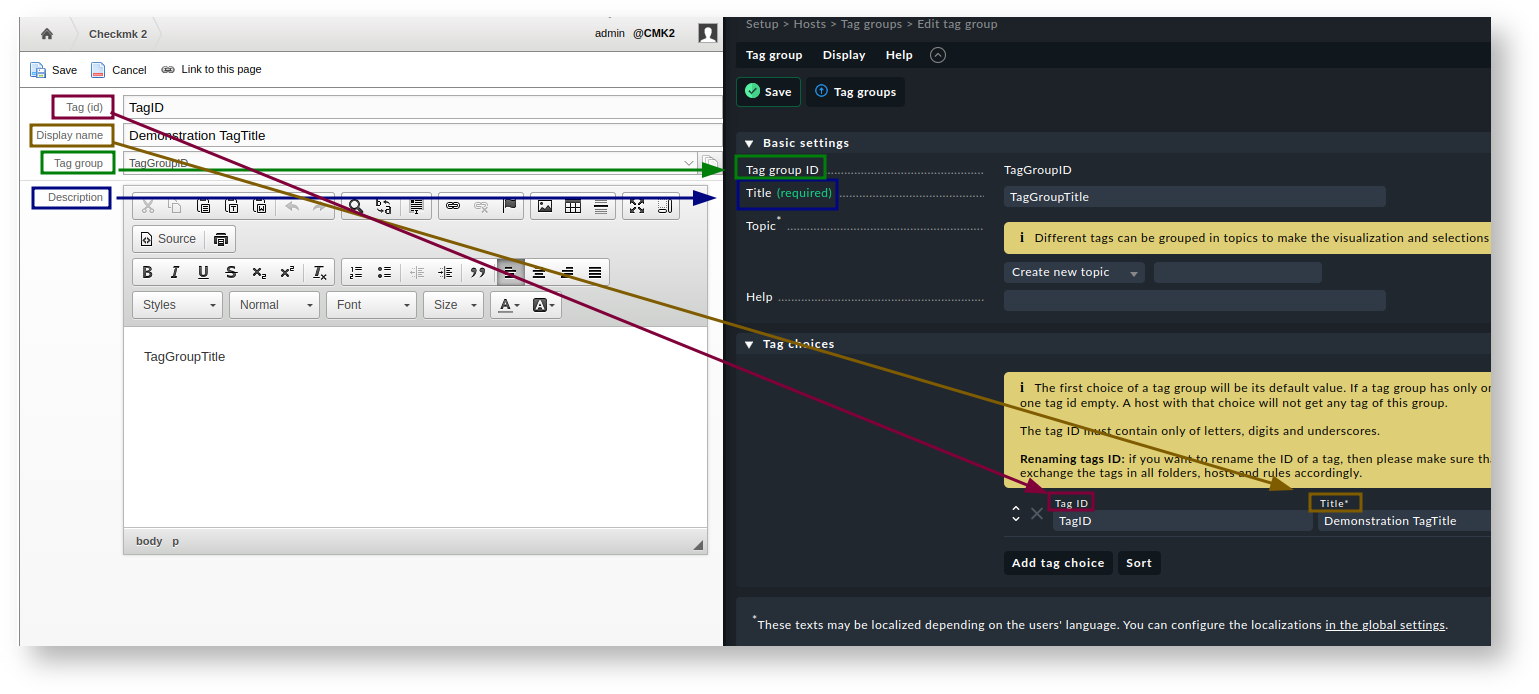 Checkmk 2
admin @CMK2
Save Cancel Link to this page
Tag (id) TagID
Display name Demonstration TagTitle
Tag group TagGroupID
Description
Source
B I U S x₂ x² Tx
Styles Normal Font Size A A
TagGroupTitle
body p
Setup > Hosts > Tag groups > Edit tag group
Tag group Display Help
Save Tag groups
Basic settings
Tag group ID TagGroupID
Title (required) TagGroupTitle
Topic*
i Different tags can be grouped in topics to make the visualization and selections
Create new topic
Help
Tag choices
i The first choice of a tag group will be its default value. If a tag group has only
one tag id empty. A host with that choice will not get any tag of this group.
The tag ID must contain only of letters, digits and underscores.
Renaming tags ID: if you want to rename the ID of a tag, then please make sure
exchange the tags in all folders, hosts and rules accordingly.
Tag ID Title*
TagID Demonstration TagTitle
Add tag choice Sort
*These texts may be localized depending on the users' language. You can configure the localizations in the global settings.